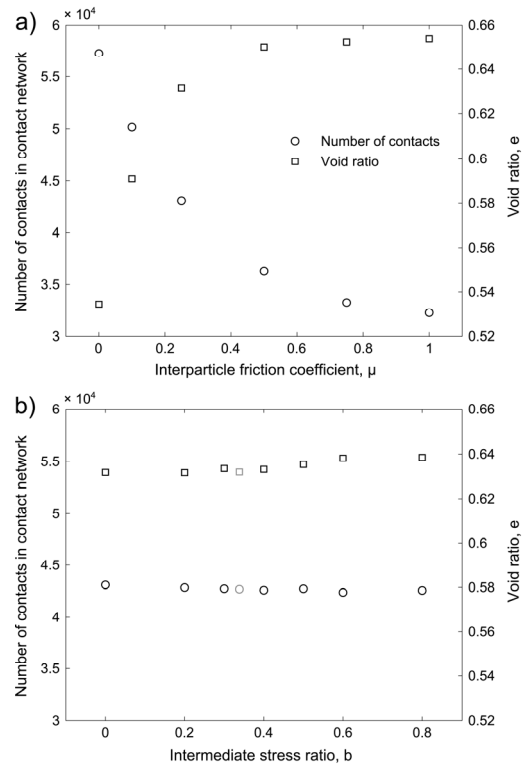 a)
× 10⁴
6
5.5
5
4.5
4
3.5
3
Number of contacts in contact network
0.66
0.64
0.62
0.6
0.58
0.56
0.54
0.52
Void ratio, e
Number of contacts
Void ratio
0 0.2 0.4 0.6 0.8 1
Interparticle friction coefficient, μ
b)
× 10⁴
6
5.5
5
4.5
4
3.5
3
Number of contacts in contact network
0.66
0.64
0.62
0.6
0.58
0.56
0.54
0.52
Void ratio, e
0 0.2 0.4 0.6 0.8
Intermediate stress ratio, b